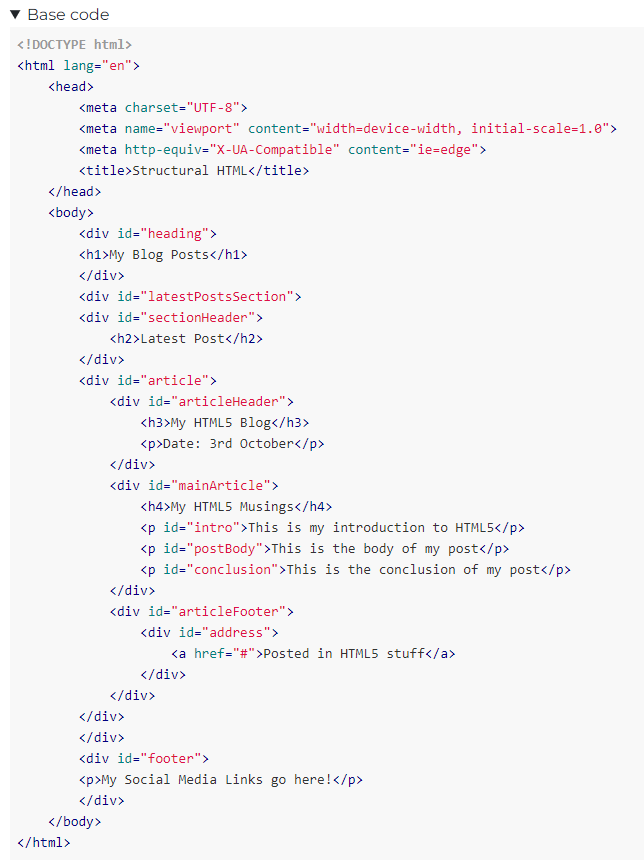 ▼ Base code
<!DOCTYPE html>
<html lang="en">
    <head>
        <meta charset="UTF-8">
        <meta name="viewport" content="width=device-width, initial-scale=1.0">
        <meta http-equiv="X-UA-Compatible" content="ie=edge">
        <title>Structural HTML</title>
    </head>
    <body>
        <div id="heading">
        <h1>My Blog Posts</h1>
        </div>
        <div id="latestPostsSection">
        <div id="sectionHeader">
            <h2>Latest Post</h2>
        </div>
        <div id="article">
            <div id="articleHeader">
                <h3>My HTML5 Blog</h3>
                <p>Date: 3rd October</p>
            </div>
            <div id="mainArticle">
                <h4>My HTML5 Musings</h4>
                <p id="intro">This is my introduction to HTML5</p>
                <p id="postBody">This is the body of my post</p>
                <p id="conclusion">This is the conclusion of my post</p>
            </div>
            <div id="articleFooter">
                <div id="address">
                    <a href="#">Posted in HTML5 stuff</a>
                </div>
            </div>
        </div>
        </div>
        <div id="footer">
        <p>My Social Media Links go here!</p>
        </div>
    </body>
</html>